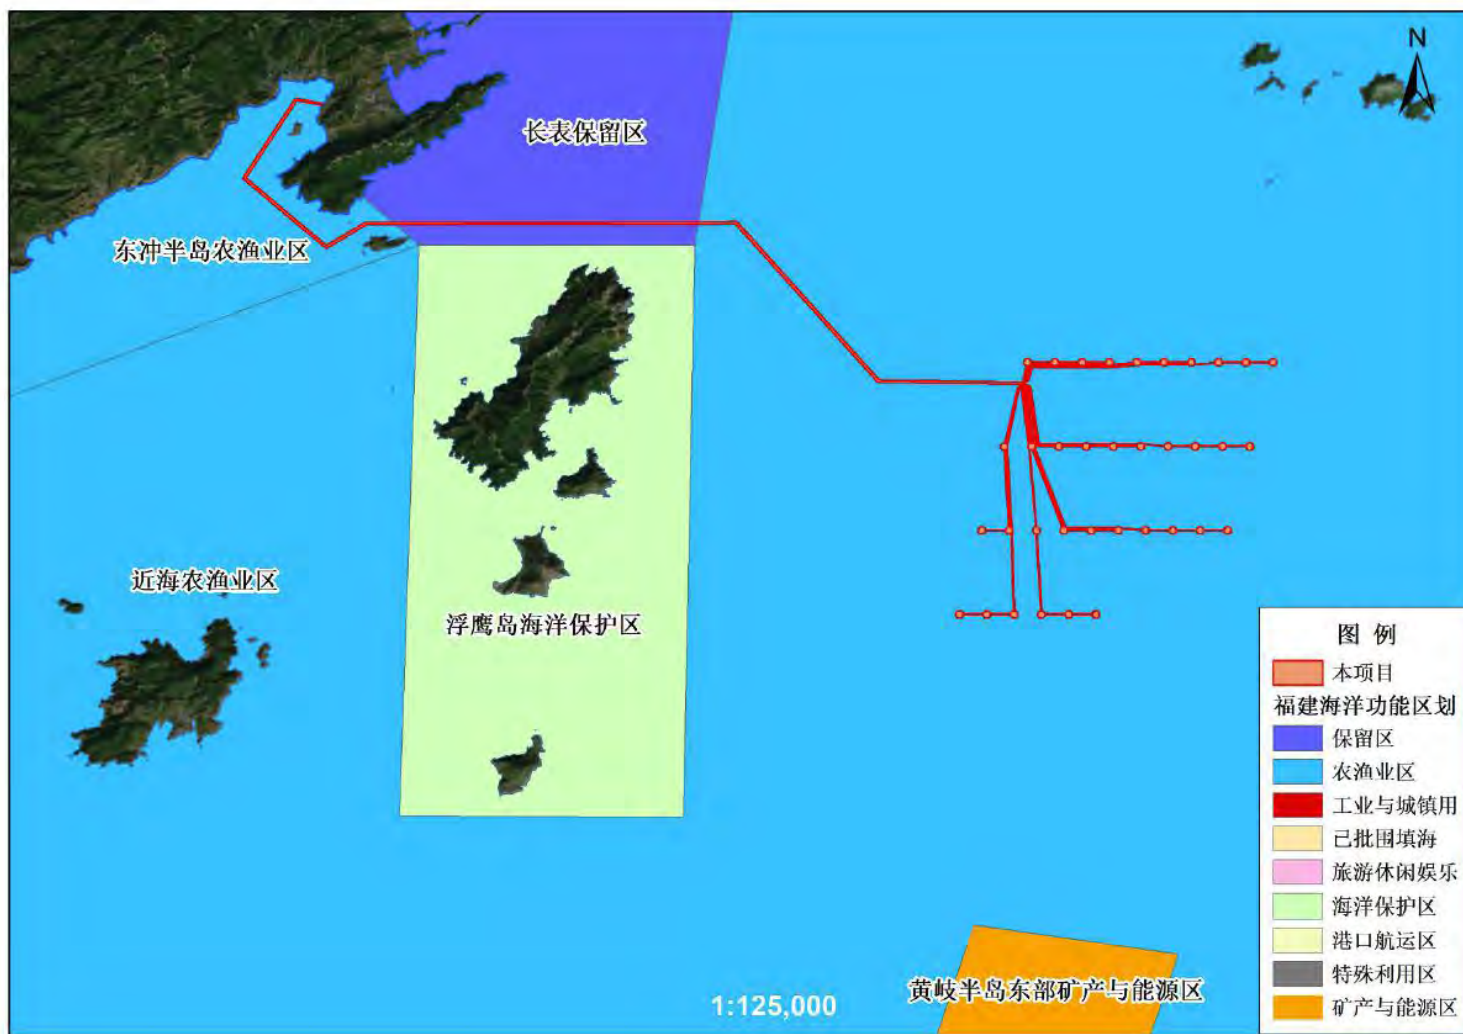 N
长表保留区
东冲半岛农渔业区
近海农渔业区
浮鹰岛海洋保护区
黄岐半岛东部矿产与能源区
1:125,000
图 例
本项目
福建海洋功能区划
保留区
农渔业区
工业与城镇用
已批围填海
旅游休闲娱乐
海洋保护区
港口航运区
特殊利用区
矿产与能源区